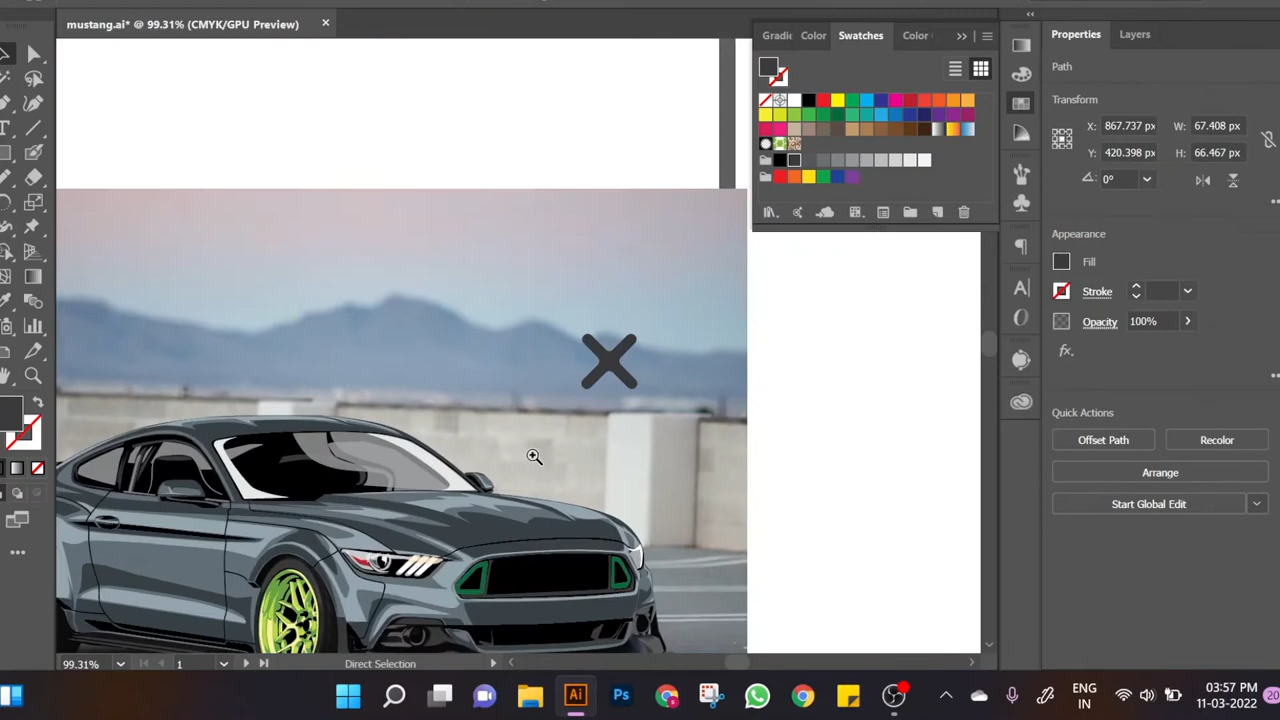 mustang.ai* @ 99.31% (CMYK/GPU Preview)
Color
Swatches
Color
Properties
Layers
Path
Transform
X: 867.737 px
W: 67.408 px
Y: 420.398 px
H: 66.467 px
0°
Appearance
Fill
Stroke
Opacity
100%
fx.
Quick Actions
Offset Path
Recolor
Arrange
Start Global Edit
99.31%
1
Direct Selection
Ai
Ps
ENG
IN
03:57 PM
11-03-2022